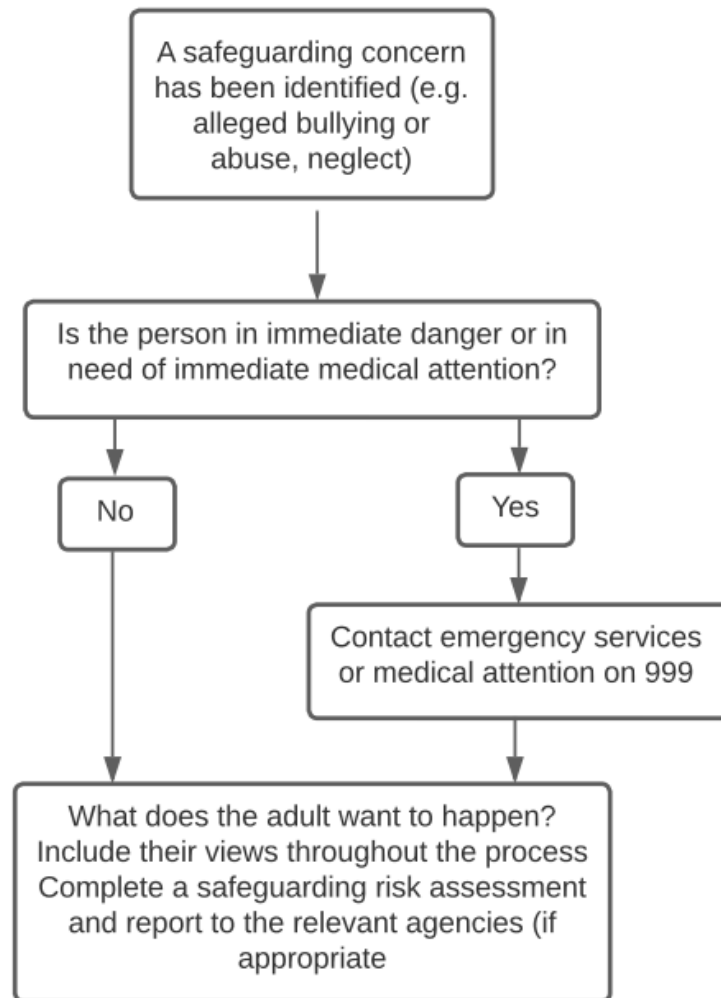 A safeguarding concern
has been identified (e.g.
alleged bullying or
abuse, neglect)
Is the person in immediate danger or in
need of immediate medical attention?
No
Yes
Contact emergency services
or medical attention on 999
What does the adult want to happen?
Include their views throughout the process
Complete a safeguarding risk assessment
and report to the relevant agencies (if
appropriate